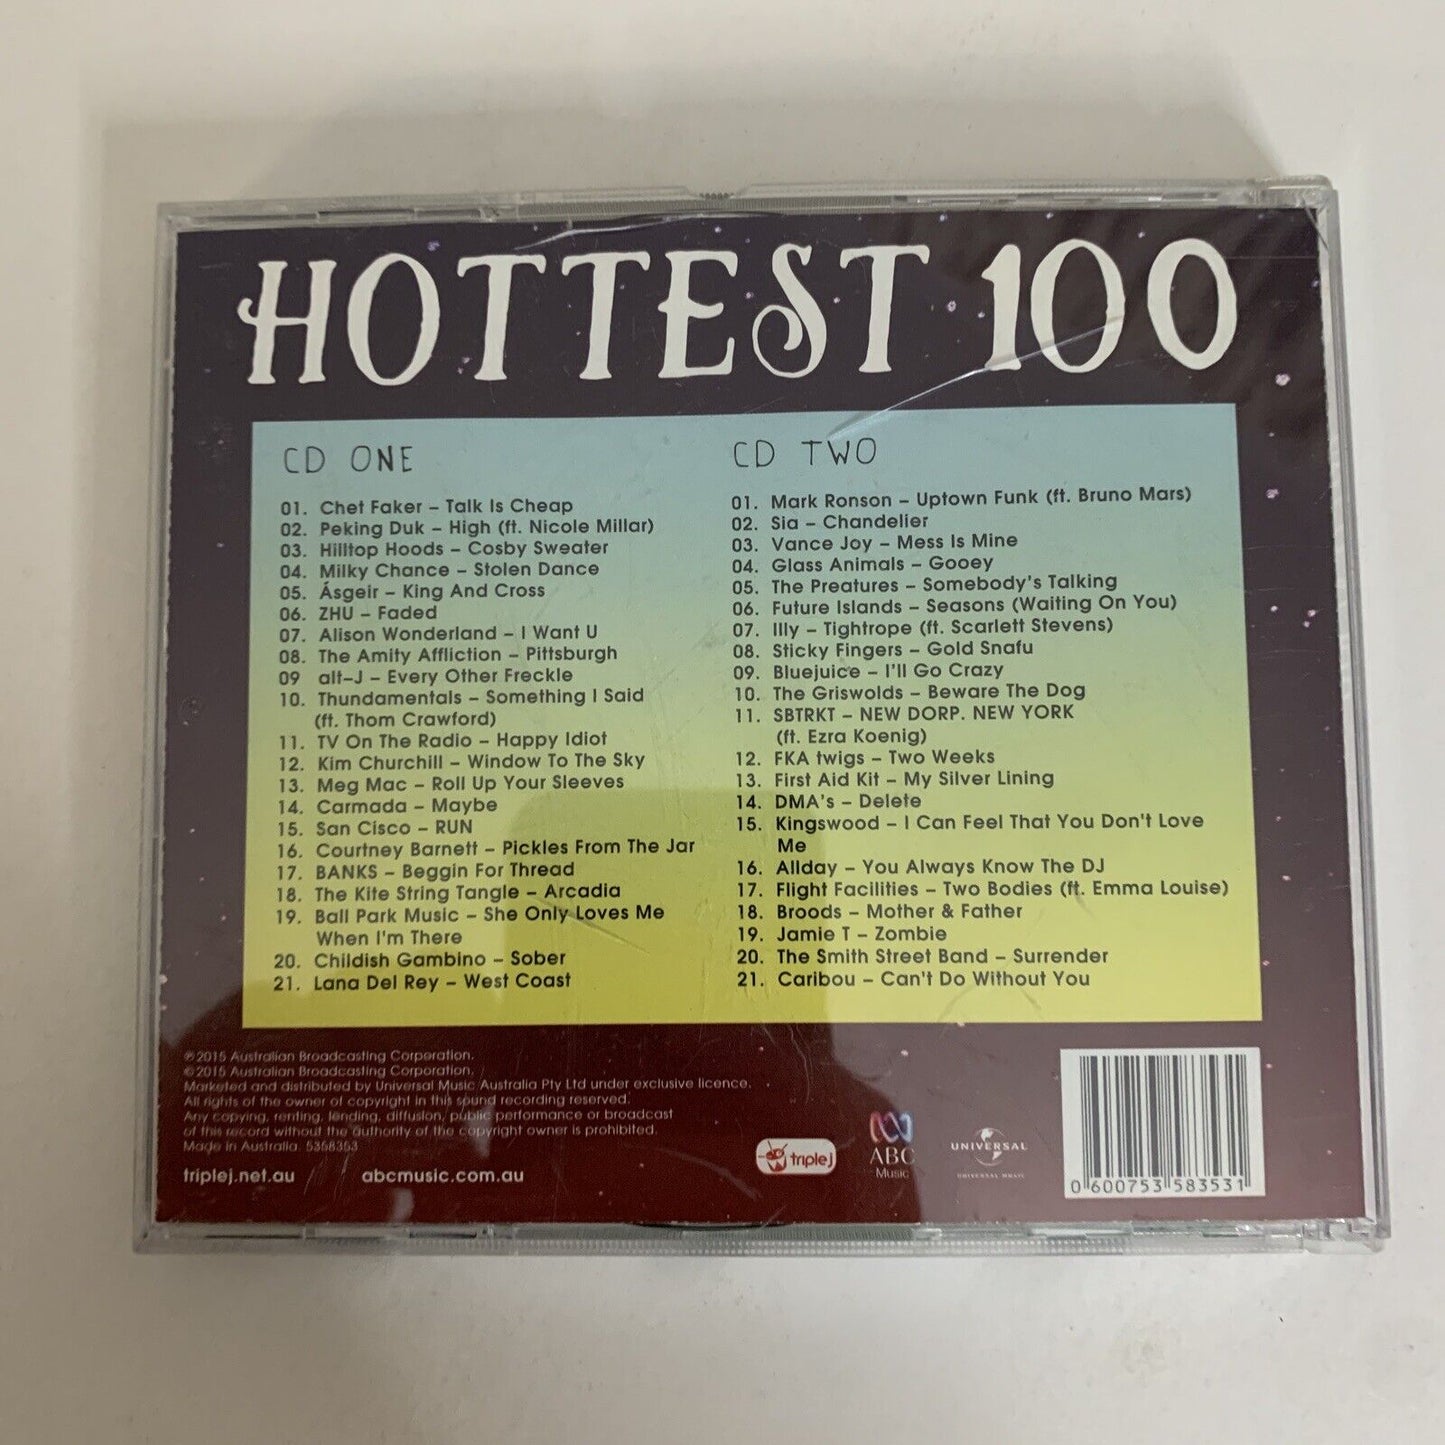 HOTTEST 100
CD ONE
01. Chet Faker – Talk Is Cheap
02. Peking Duk – High (ft. Nicole Millar)
03. Hilltop Hoods – Cosby Sweater
04. Milky Chance – Stolen Dance
05. Ásgeir – King And Cross
06. ZHU – Faded
07. Alison Wonderland – I Want U
08. The Amity Affliction – Pittsburgh
09 alt-J – Every Other Freckle
10. Thundamentals – Something I Said
(ft. Thom Crawford)
11. TV On The Radio – Happy Idiot
12. Kim Churchill – Window To The Sky
13. Meg Mac – Roll Up Your Sleeves
14. Carmada – Maybe
15. San Cisco – RUN
16. Courtney Barnett – Pickles From The Jar
17. BANKS – Beggin For Thread
18. The Kite String Tangle – Arcadia
19. Ball Park Music – She Only Loves Me
When I'm There
20. Childish Gambino – Sober
21. Lana Del Rey – West Coast
CD TWO
01. Mark Ronson – Uptown Funk (ft. Bruno Mars)
02. Sia – Chandelier
03. Vance Joy – Mess Is Mine
04. Glass Animals – Gooey
05. The Preatures – Somebody's Talking
06. Future Islands – Seasons (Waiting On You)
07. Illy – Tightrope (ft. Scarlett Stevens)
08. Sticky Fingers – Gold Snafu
09. Bluejuice – I'll Go Crazy
10. The Griswolds – Beware The Dog
11. SBTRKT – NEW DORP. NEW YORK
(ft. Ezra Koenig)
12. FKA twigs – Two Weeks
13. First Aid Kit – My Silver Lining
14. DMA's – Delete
15. Kingswood – I Can Feel That You Don't Love
Me
16. Allday – You Always Know The DJ
17. Flight Facilities – Two Bodies (ft. Emma Louise)
18. Broods – Mother & Father
19. Jamie T – Zombie
20. The Smith Street Band – Surrender
21. Caribou – Can't Do Without You
℗2015 Australian Broadcasting Corporation.
©2015 Australian Broadcasting Corporation.
Marketed and distributed by Universal Music Australia Pty Ltd under exclusive licence.
All rights of the owner of copyright in this sound recording reserved.
Any copying, renting, lending, diffusion, public performance or broadcast
of this record without the authority of the copyright owner is prohibited.
Made in Australia. 5358353
triplej.net.au abcmusic.com.au
triple j
ABC
Music
UNIVERSAL
UNIVERSAL MUSIC
0 600753 583531